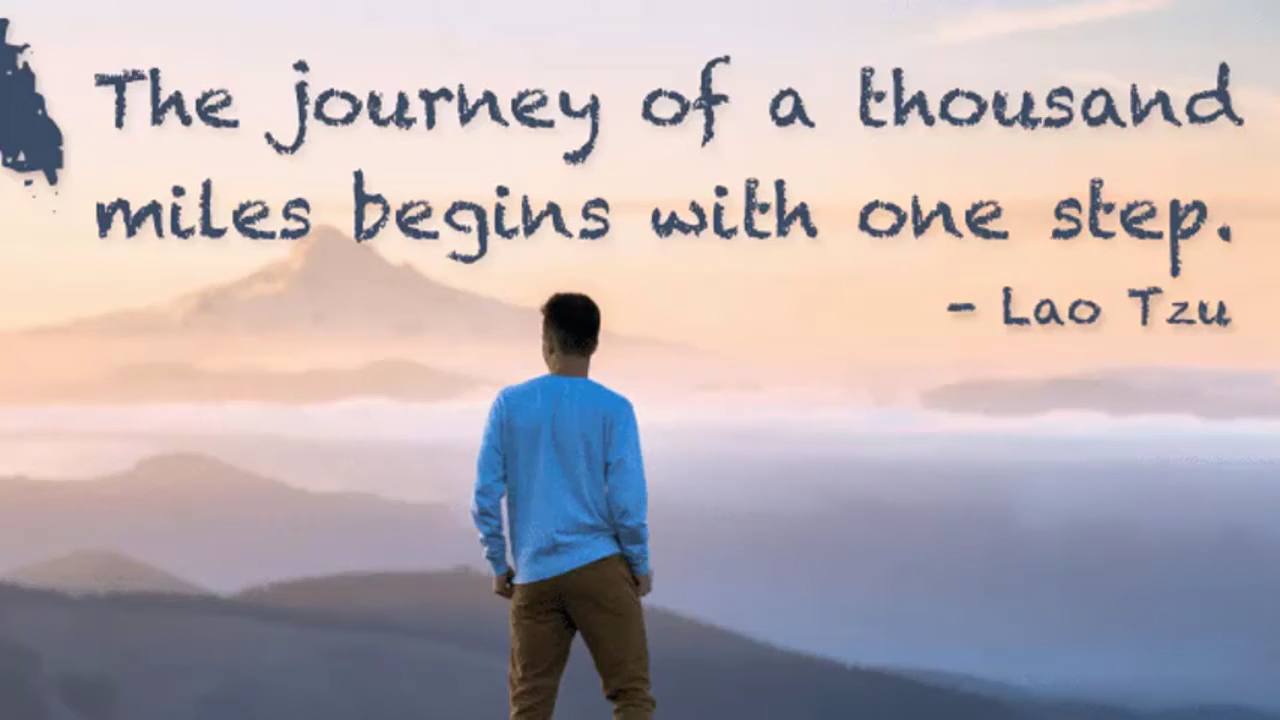 The journey of a thousand
miles begins with one step.
- Lao Tzu